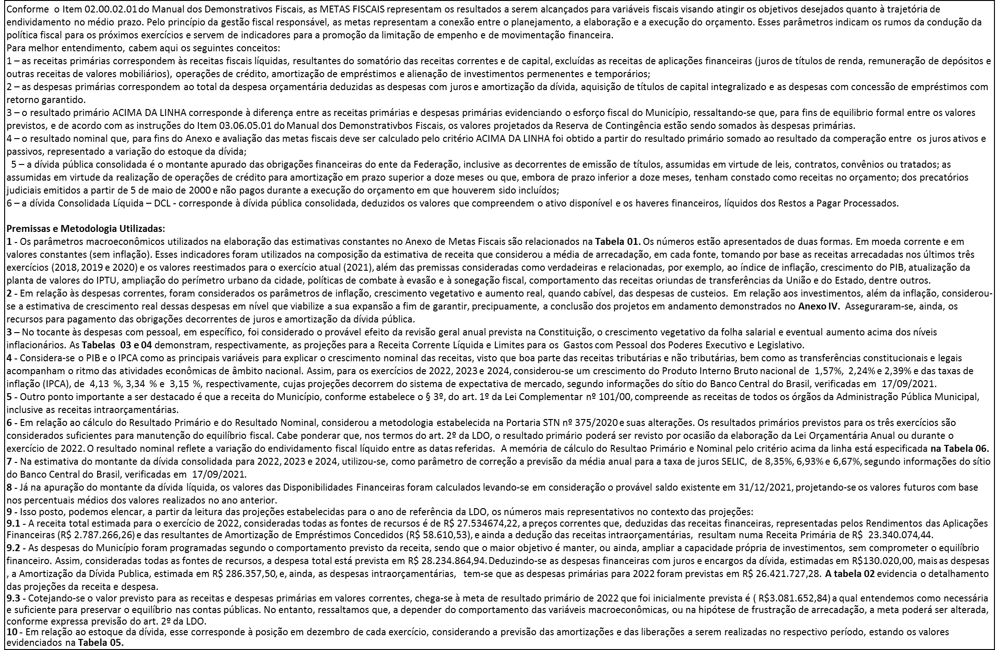 Conforme  o Item 02.00.02.01 do Manual dos Demonstrativos Fiscais, as METAS FISCAIS representam os resultados a serem alcançados para variáveis fiscais visando atingir os objetivos desejados quanto à trajetória de
endividamento no médio prazo. Pelo princípio da gestão fiscal responsável, as metas representam a conexão entre o planejamento, a elaboração e a execução do orçamento. Esses parâmetros indicam os rumos da condução da
política fiscal para os próximos exercícios e servem de indicadores para a promoção da limitação de empenho e de movimentação financeira.
Para melhor entendimento, cabem aqui os seguintes conceitos:
1 – as receitas primárias correspondem às receitas fiscais líquidas, resultantes do somatório das receitas correntes e de capital, excluídas as receitas de aplicações financeiras (juros de títulos de renda, remuneração de depósitos e
outras receitas de valores mobiliários), operações de crédito, amortização de empréstimos e alienação de investimentos permenentes e temporários;
2 – as despesas primárias correspondem ao total da despesa orçamentária deduzidas as despesas com juros e amortização da dívida, aquisição de títulos de capital integralizado e as despesas com concessão de empréstimos com
retorno garantido.
3 – o resultado primário ACIMA DA LINHA corresponde à diferença entre as receitas primárias e despesas primárias evidenciando o esforço fiscal do Município, ressaltando-se que, para fins de equilibrio formal entre os valores
previstos, e de acordo com as instruções do Item 03.06.05.01 do Manual dos Demonstrativbos Fiscais, os valores projetados da Reserva de Contingência estão sendo somados às despesas primárias.
4 – o resultado nominal que, para fins do Anexo e avaliação das metas fiscais deve ser calculado pelo critério ACIMA DA LINHA foi obtido a partir do resultado primário somado ao resultado da comperação entre  os juros ativos e
passivos, representado a variação do estoque da dívida;
5 – a dívida pública consolidada é o montante apurado das obrigações financeiras do ente da Federação, inclusive as decorrentes de emissão de títulos, assumidas em virtude de leis, contratos, convênios ou tratados; as
assumidas em virtude da realização de operações de crédito para amortização em prazo superior a doze meses ou que, embora de prazo inferior a doze meses, tenham constado como receitas no orçamento; dos precatórios
judiciais emitidos a partir de 5 de maio de 2000 e não pagos durante a execução do orçamento em que houverem sido incluídos;
6 – a dívida Consolidada Líquida – DCL - corresponde à dívida pública consolidada, deduzidos os valores que compreendem o ativo disponível e os haveres financeiros, líquidos dos Restos a Pagar Processados.
Premissas e Metodologia Utilizadas:
1 - Os parâmetros macroeconômicos utilizados na elaboração das estimativas constantes no Anexo de Metas Fiscais são relacionados na Tabela 01. Os números estão apresentados de duas formas. Em moeda corrente e em
valores constantes (sem inflação). Esses indicadores foram utilizados na composição da estimativa de receita que considerou a média de arrecadação, em cada fonte, tomando por base as receitas arrecadadas nos últimos três
exercícios (2018, 2019 e 2020) e os valores reestimados para o exercício atual (2021), além das premissas consideradas como verdadeiras e relacionadas, por exemplo, ao índice de inflação, crescimento do PIB, atualização da
planta de valores do IPTU, ampliação do perímetro urbano da cidade, políticas de combate à evasão e à sonegação fiscal, comportamento das receitas oriundas de transferências da União e do Estado, dentre outros.
2 - Em relação às despesas correntes, foram considerados os parâmetros de inflação, crescimento vegetativo e aumento real, quando cabível, das despesas de custeios.  Em relação aos investimentos, além da inflação, considerou-
se a estimativa de crescimento real dessas despesas em nível que viabilize a sua expansão a fim de garantir, precipuamente, a conclusão dos projetos em andamento demonstrados no Anexo IV.  Asseguraram-se, ainda, os
recursos para pagamento das obrigações decorrentes de juros e amortização da dívida pública.
3 – No tocante às despesas com pessoal, em específico, foi considerado o provável efeito da revisão geral anual prevista na Constituição, o crescimento vegetativo da folha salarial e eventual aumento acima dos níveis
inflacionários. As Tabelas  03 e 04 demonstram, respectivamente, as projeções para a Receita Corrente Líquida e Limites para os  Gastos com Pessoal dos Poderes Executivo e Legislativo.
4 - Considera-se o PIB e o IPCA como as principais variáveis para explicar o crescimento nominal das receitas, visto que boa parte das receitas tributárias e não tributárias, bem como as transferências constitucionais e legais
acompanham o ritmo das atividades econômicas de âmbito nacional. Assim, para os exercícios de 2022, 2023 e 2024, considerou-se um crescimento do Produto Interno Bruto nacional de  1,57%,  2,24% e 2,39% e das taxas de
inflação (IPCA), de  4,13 %, 3,34 % e  3,15 %, respectivamente, cujas projeções decorrem do sistema de expectativa de mercado, segundo informações do sítio do Banco Central do Brasil, verificadas em  17/09/2021.
5 - Outro ponto importante a ser destacado é que a receita do Município, conforme estabelece o § 3º, do art. 1º da Lei Complementar nº 101/00, compreende as receitas de todos os órgãos da Administração Pública Municipal,
inclusive as receitas intraorçamentárias.
6 - Em relação ao cálculo do Resultado Primário e do Resultado Nominal, considerou a metodologia estabelecida na Portaria STN nº 375/2020 e suas alterações. Os resultados primários previstos para os três exercícios são
considerados suficientes para manutenção do equilíbrio fiscal. Cabe ponderar que, nos termos do art. 2º da LDO, o resultado primário poderá ser revisto por ocasião da elaboração da Lei Orçamentária Anual ou durante o
exercício de 2022. O resultado nominal reflete a variação do endividamento fiscal líquido entre as datas referidas.  A memória de cálculo do Resultao Primário e Nominal pelo critério acima da linha está especificada na Tabela 06.
7 - Na estimativa do montante da dívida consolidada para 2022, 2023 e 2024, utilizou-se, como parâmetro de correção a previsão da média anual para a taxa de juros SELIC,  de 8,35%, 6,93% e 6,67%, segundo informações do sítio
do Banco Central do Brasil, verificadas em  17/09/2021.
8 - Já na apuração do montante da dívida líquida, os valores das Disponibilidades Financeiras foram calculados levando-se em consideração o provável saldo existente em 31/12/2021, projetando-se os valores futuros com base
nos percentuais médios dos valores realizados no ano anterior.
9 - Isso posto, podemos elencar, a partir da leitura das projeções estabelecidas para o ano de referência da LDO, os números mais representativos no contexto das projeções:
9.1 - A receita total estimada para o exercício de 2022, consideradas todas as fontes de recursos é de R$ 27.534674,22, a preços correntes que, deduzidas das receitas financeiras, representadas pelos Rendimentos das Aplicações
Financeiras (R$ 2.787.266,26) e das resultantes de Amortização de Empréstimos Concedidos (R$ 58.610,53), e ainda a dedução das receitas intraorçamentárias,  resultam numa Receita Primária de R$  23.340.074,44.
9.2 - As despesas do Município foram programadas segundo o comportamento previsto da receita, sendo que o maior objetivo é manter, ou ainda, ampliar a capacidade própria de investimentos, sem comprometer o equilíbrio
financeiro. Assim, consideradas todas as fontes de recursos, a despesa total está prevista em R$ 28.234.864,94. Deduzindo-se as despesas financeiras com juros e encargos da dívida, estimadas em R$130.020,00, mais as despesas
, a Amortização da Dívida Publica, estimada em R$ 286.357,50, e, ainda, as despesas intraorçamentárias,   tem-se que as despesas primárias para 2022 foram previstas em R$ 26.421.727,28. A tabela 02 evidencia o detalhamento
das projeções da receita e despesa.
9.3 - Cotejando-se o valor previsto para as receitas e despesas primárias em valores correntes, chega-se à meta de resultado primário de 2022 que foi inicialmente prevista é ( R$3.081.652,84) a qual entendemos como necessária
e suficiente para preservar o equilíbrio nas contas públicas. No entanto, ressaltamos que, a depender do comportamento das variáveis macroeconômicas, ou na hipótese de frustração de arrecadação, a meta poderá ser alterada,
conforme expressa previsão do art. 2º da LDO.
10 - Em relação ao estoque da dívida, esse corresponde à posição em dezembro de cada exercício, considerando a previsão das amortizações e das liberações a serem realizadas no respectivo período, estando os valores
evidenciados na Tabela 05.